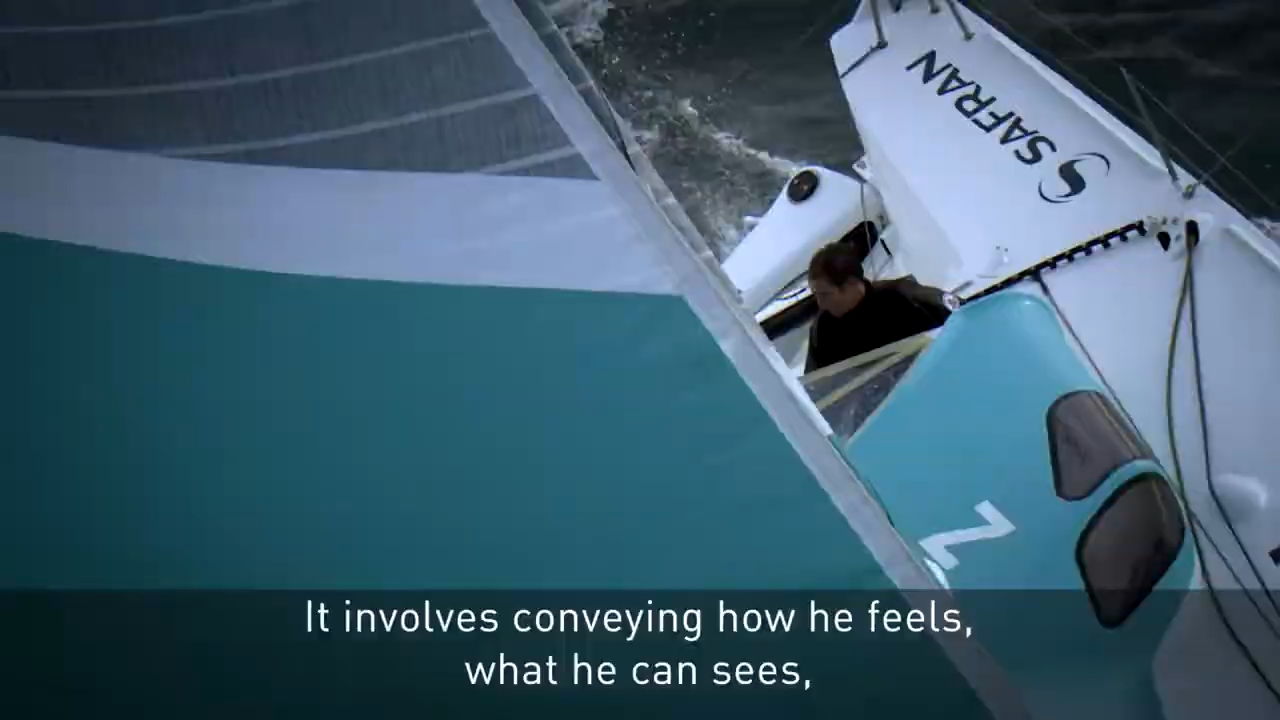 SAFRAN
Z
It involves conveying how he feels,
what he can sees,